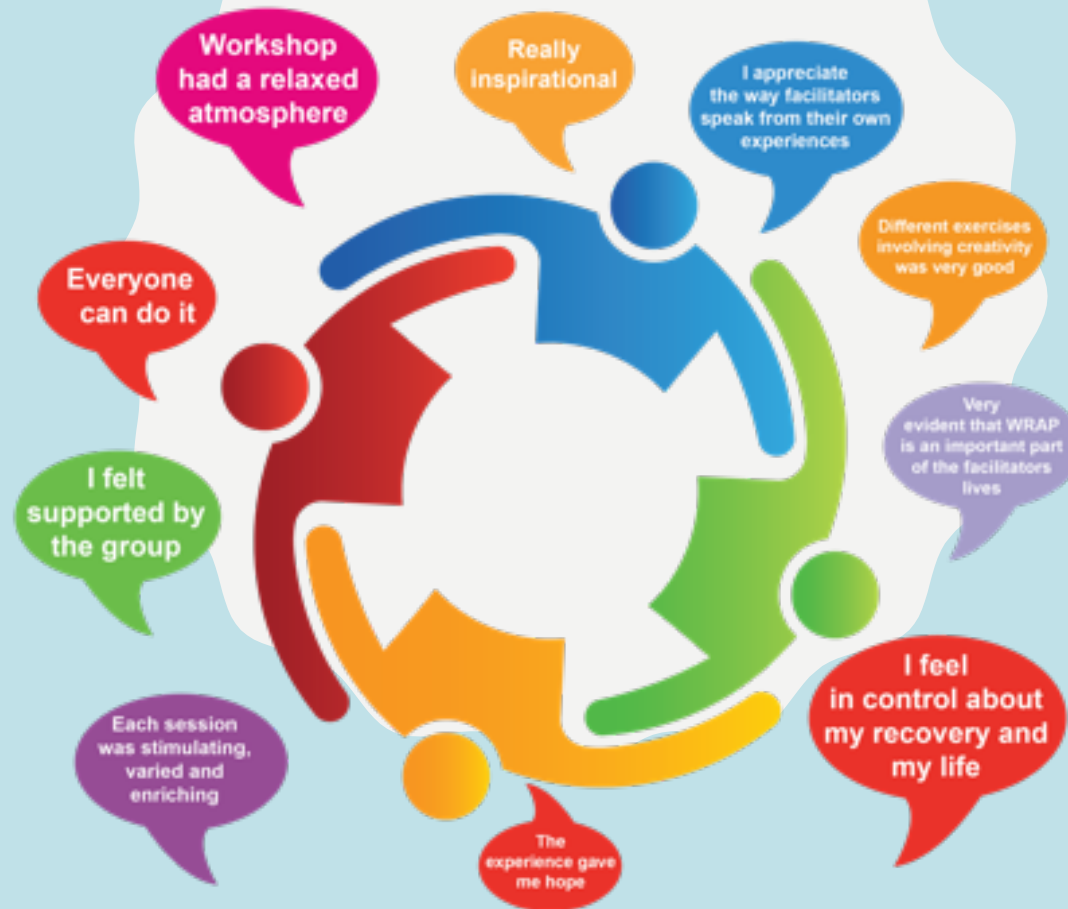 Workshop
had a relaxed
atmosphere
Really
inspirational
I appreciate
the way facilitators
speak from their own
experiences
Different exercises
involving creativity
was very good
Everyone
can do it
Very
evident that WRAP
is an important part
of the facilitators
lives
I felt
supported by
the group
I feel
in control about
my recovery and
my life
Each session
was stimulating,
varied and
enriching
The
experience gave
me hope